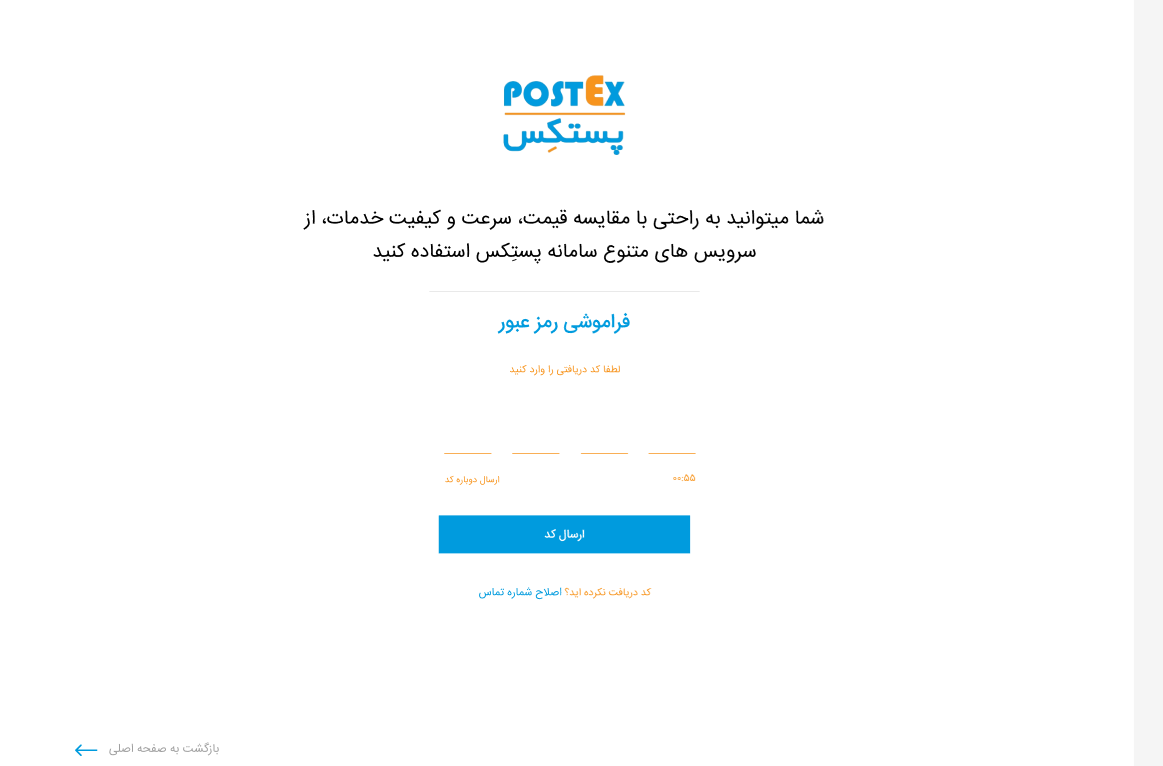 POSTEX
پستکِس
شما میتوانید به راحتی با مقایسه قیمت، سرعت و کیفیت خدمات، از
سرویس های متنوع سامانه پستِکس استفاده کنید
فراموشی رمز عبور
لطفا کد دریافتی را وارد کنید
۰۰:۵۵
ارسال دوباره کد
ارسال کد
کد دریافت نکرده اید؟ اصلاح شماره تماس
بازگشت به صفحه اصلی